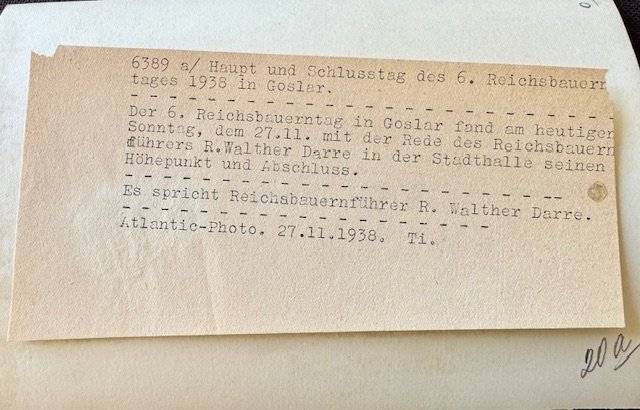 6389 a/ Haupt und Schlusstag des 6. Reichsbauern
tages 1938 in Goslar.
- - - - - - - - - - - - - - - - - - - - - - - - - - - -
Der 6. Reichsbauerntag in Goslar fand am heutigen
Sonntag, dem 27.11. mit der Rede des Reichsbauern
führers R.Walther Darre in der Stadthalle seinen
Höhepunkt und Abschluss.
- - - - - - - - - - - - - - - - - - - - - - - - --
Es spricht Reichsbauernführer R. Walther Darre.
- - - - - - - - - - - - - - - - - - - -
Atlantic-Photo. 27.11.1938. Ti.
20a